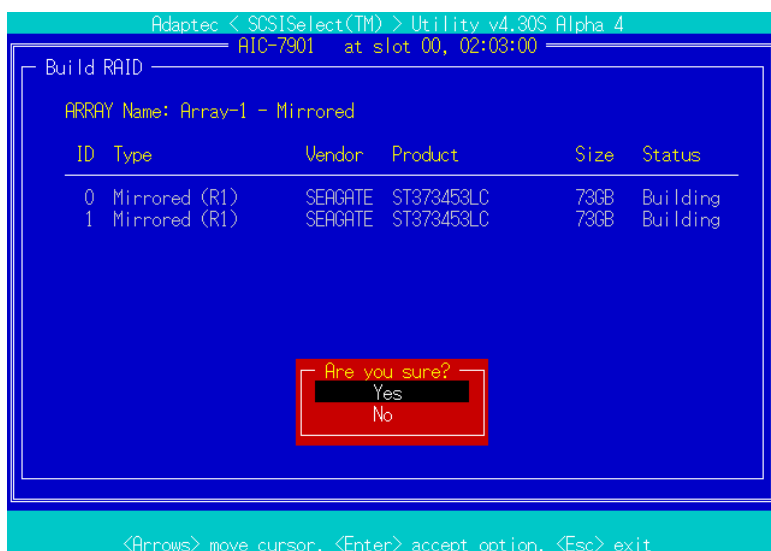 Adaptec < SCSISelect(TM) > Utility v4.30S Alpha 4
AIC-7901 at slot 00, 02:03:00
Build RAID
ARRAY Name: Array-1 - Mirrored
ID Type Vendor Product Size Status
0 Mirrored (R1) SEAGATE ST373453LC 73GB Building
1 Mirrored (R1) SEAGATE ST373453LC 73GB Building
Are you sure?
Yes
No
<Arrows> move cursor, <Enter> accept option, <Esc> exit